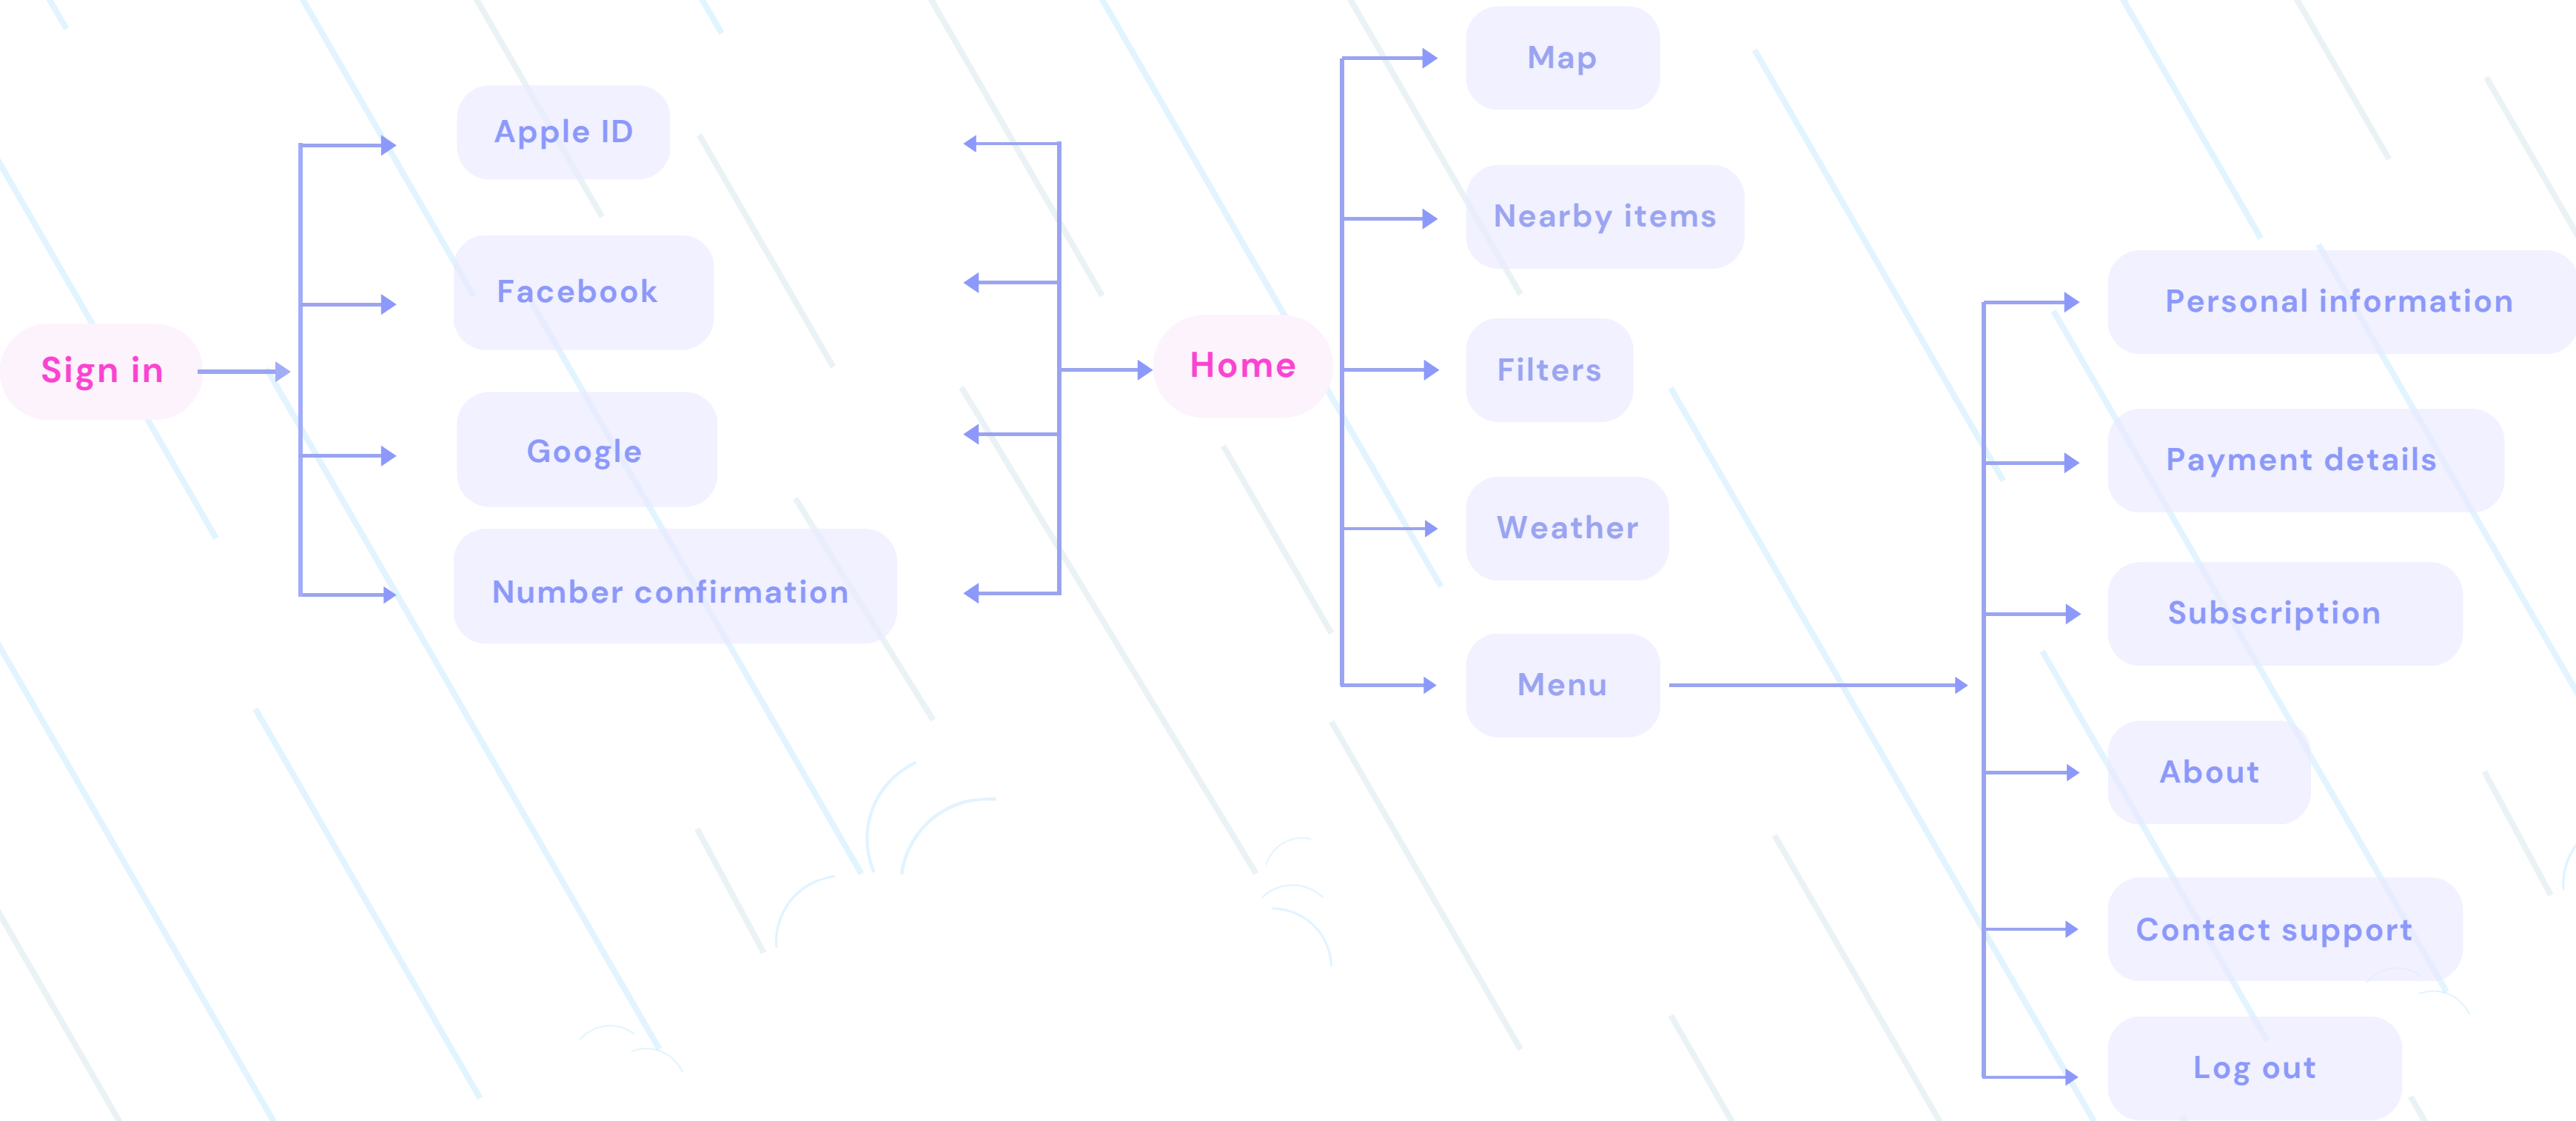 Sign in
Apple ID
Facebook
Google
Number confirmation
Home
Map
Nearby items
Filters
Weather
Menu
Personal information
Payment details
Subscription
About
Contact support
Log out